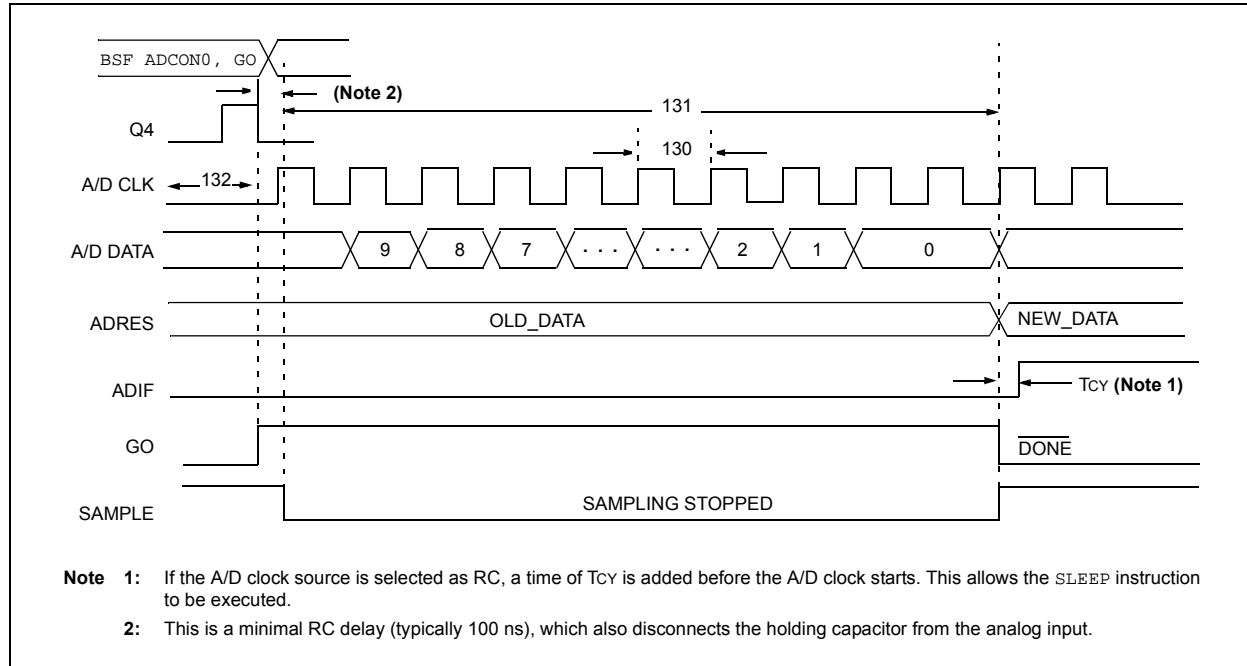 BSF ADCON0, GO
(Note 2)
131
Q4
130
A/D CLK
132
A/D DATA
9 8 7 · · · · · · 2 1 0
ADRES
OLD_DATA
NEW_DATA
ADIF
TCY (Note 1)
GO
DONE
SAMPLE
SAMPLING STOPPED
Note 1: If the A/D clock source is selected as RC, a time of TCY is added before the A/D clock starts. This allows the SLEEP instruction
to be executed.
2: This is a minimal RC delay (typically 100 ns), which also disconnects the holding capacitor from the analog input.